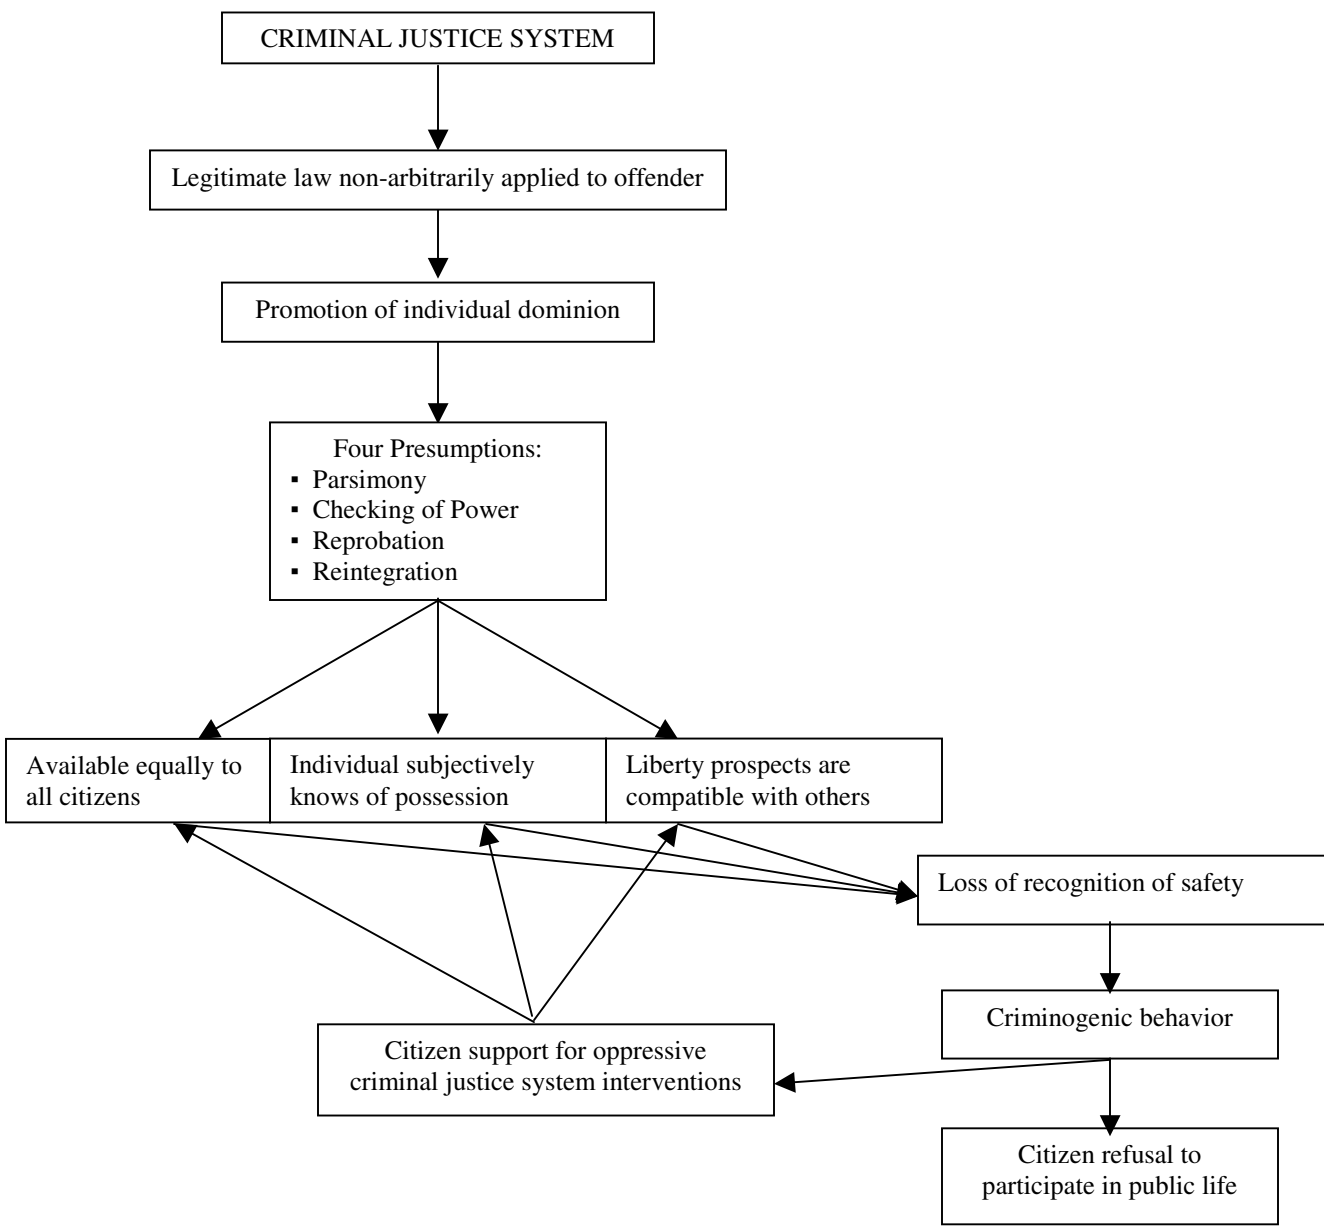 CRIMINAL JUSTICE SYSTEM
Legitimate law non-arbitrarily applied to offender
Promotion of individual dominion
Four Presumptions:
▪ Parsimony
▪ Checking of Power
▪ Reprobation
▪ Reintegration
Available equally to
all citizens
Individual subjectively
knows of possession
Liberty prospects are
compatible with others
Loss of recognition of safety
Criminogenic behavior
Citizen support for oppressive
criminal justice system interventions
Citizen refusal to
participate in public life